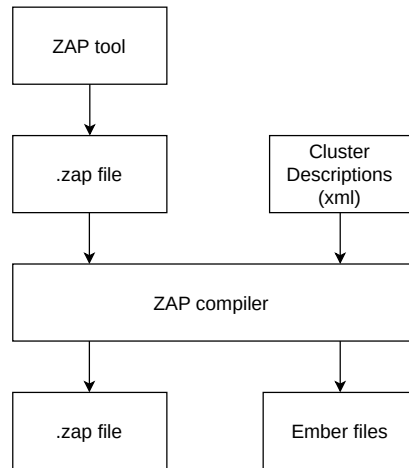 ZAP tool
.zap file
Cluster
Descriptions
(xml)
ZAP compiler
.zap file
Ember files